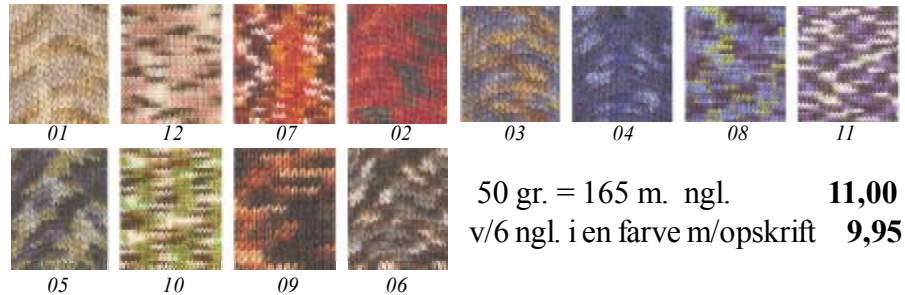 01 12 07 02 03 04 08 11
50 gr. = 165 m. ngl. 11,00
v/6 ngl. i en farve m/opskrift 9,95
05 10 09 06